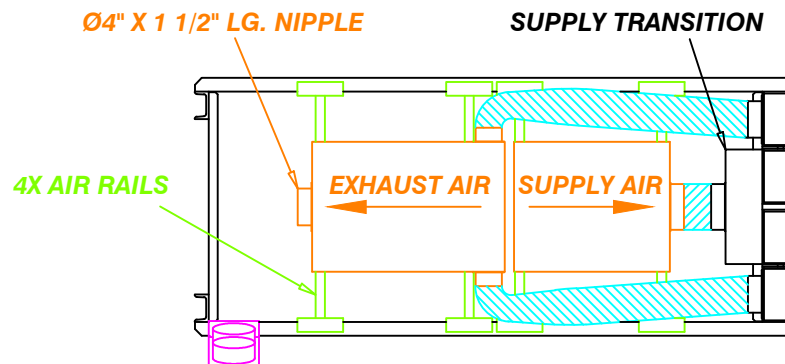 Ø4" X 1 1/2" LG. NIPPLE
SUPPLY TRANSITION
4X AIR RAILS
EXHAUST AIR
SUPPLY AIR